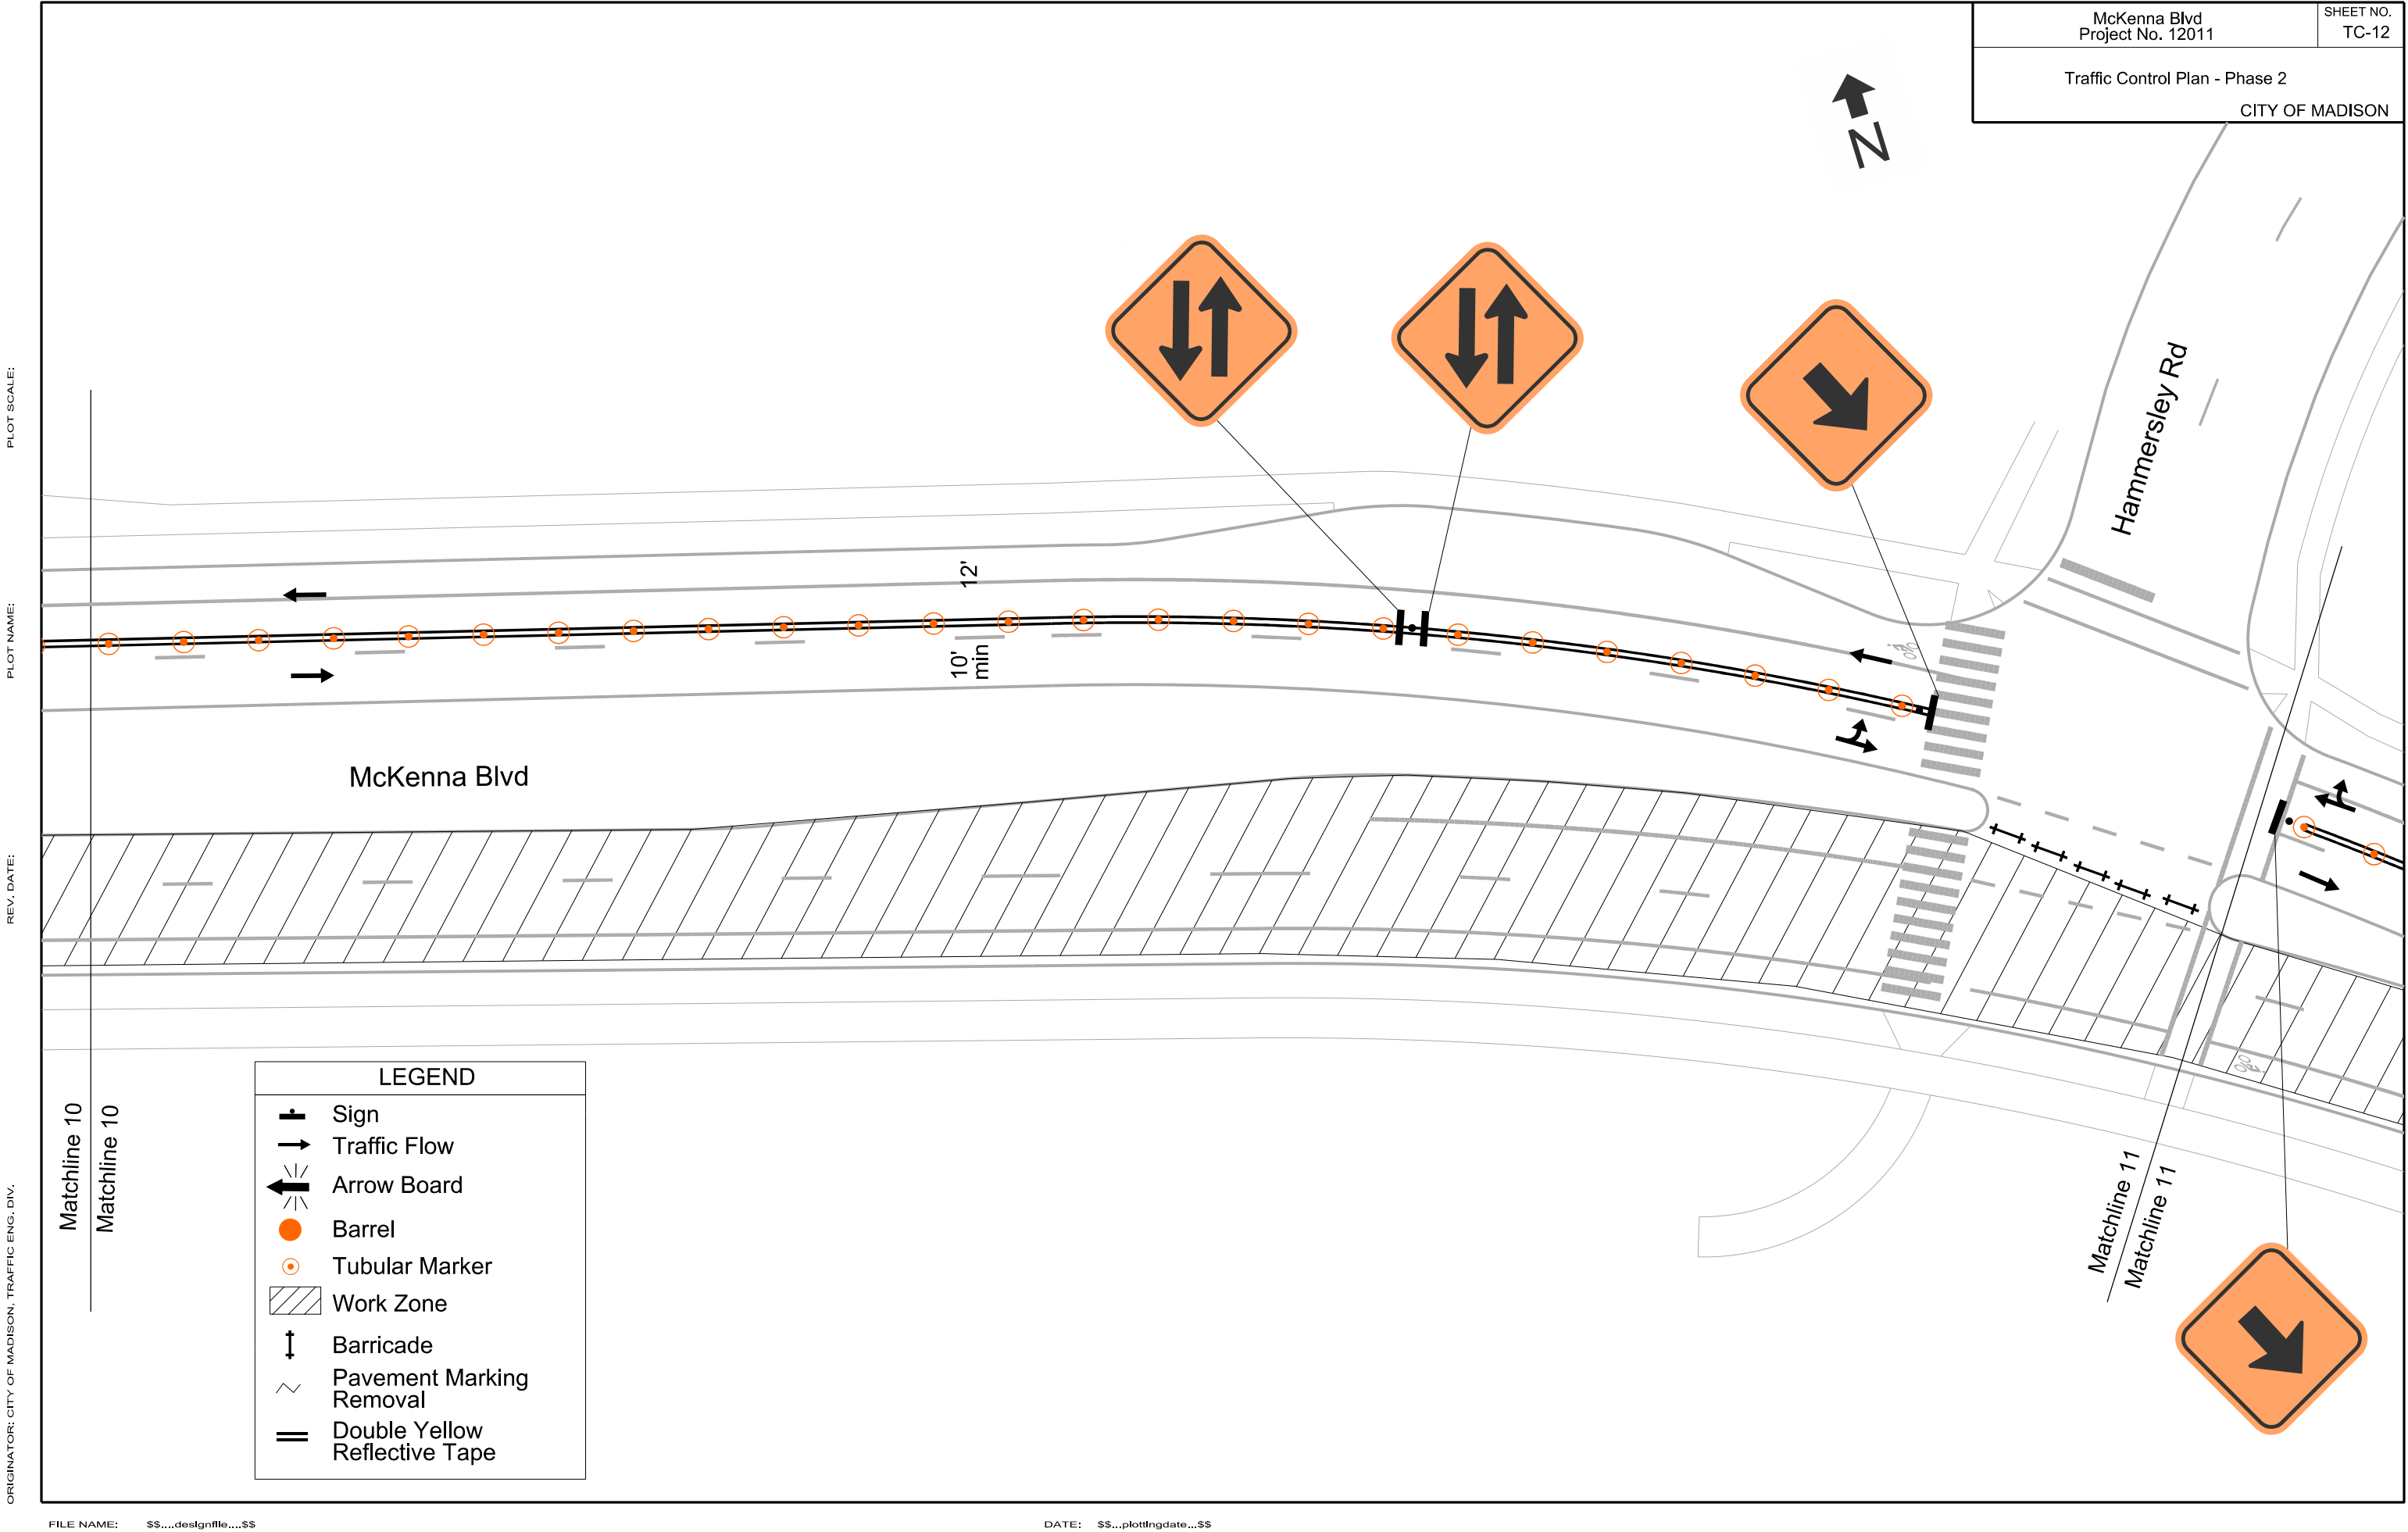 McKenna Blvd
Project No. 12011
SHEET NO.
TC-12
Traffic Control Plan - Phase 2
CITY OF MADISON
N
Hammersley Rd
12'
10'
min
McKenna Blvd
Matchline 10
Matchline 10
LEGEND
Sign
Traffic Flow
Arrow Board
Barrel
Tubular Marker
Work Zone
Barricade
Pavement Marking
Removal
Double Yellow
Reflective Tape
Matchline 11
Matchline 11
PLOT SCALE:
PLOT NAME:
REV. DATE:
ORIGINATOR: CITY OF MADISON, TRAFFIC ENG. DIV.
FILE NAME: $$....designfile....$$
DATE: $$...plottingdate...$$